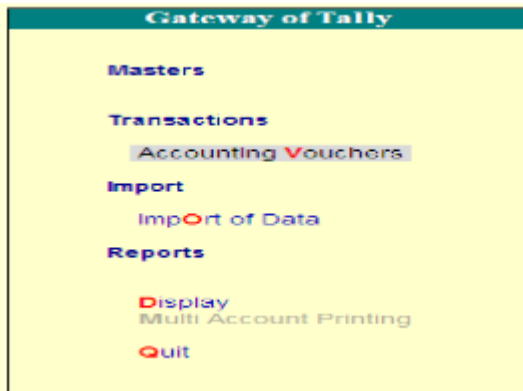 Gateway of Tally
Masters
Transactions
Accounting Vouchers
Import
ImpOrt of Data
Reports
Display
Multi Account Printing
Quit